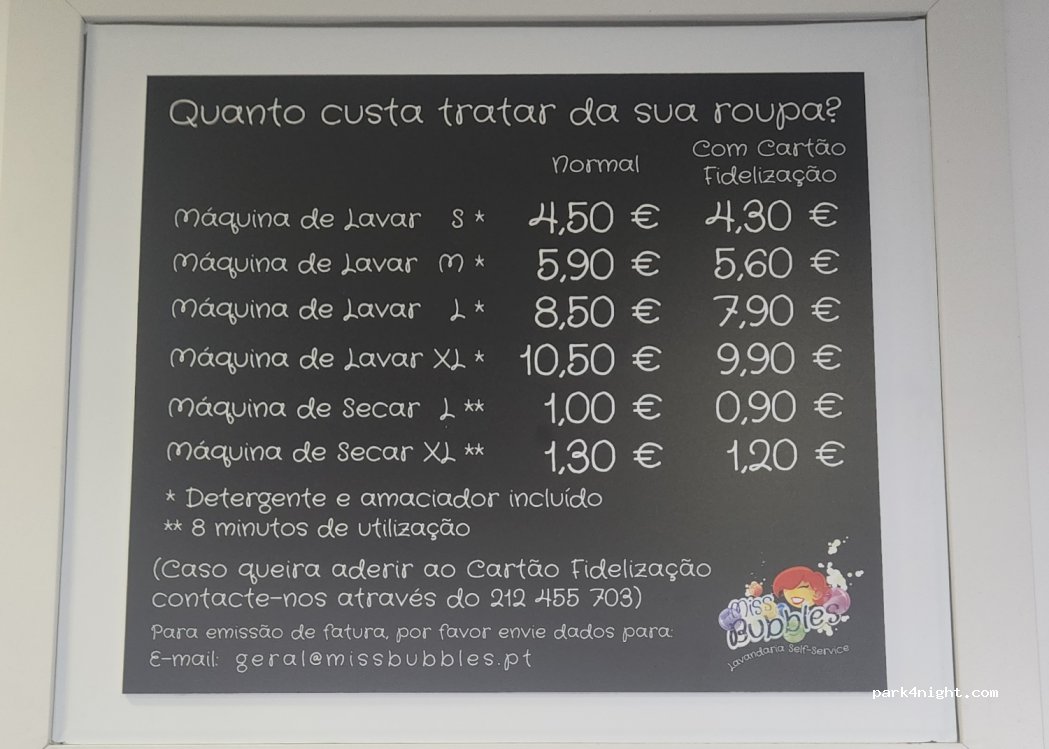 Quanto custa tratar da sua roupa?
Normal
Com Cartão
Fidelização
Máquina de Lavar S * 4,50 € 4,30 €
Máquina de Lavar M * 5,90 € 5,60 €
Máquina de Lavar L * 8,50 € 7,90 €
Máquina de Lavar XL * 10,50 € 9,90 €
Máquina de Secar L ** 1,00 € 0,90 €
Máquina de Secar XL ** 1,30 € 1,20 €
* Detergente e amaciador incluído
** 8 minutos de utilização
(Caso queira aderir ao Cartão Fidelização
contacte-nos através do 212 455 703)
Para emissão de fatura, por favor envie dados para:
E-mail: geral@missbubbles.pt
Miss
Bubbles
Lavandaria Self-Service
park4night.com